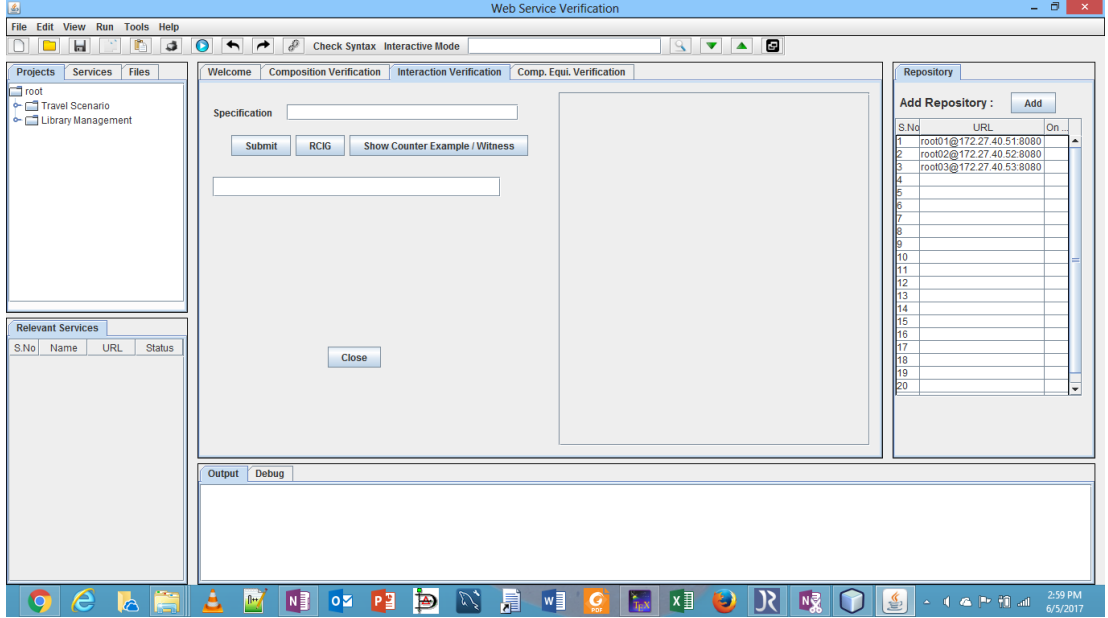 Web Service Verification
File Edit View Run Tools Help
Check Syntax Interactive Mode
Projects Services Files
root
Travel Scenario
Library Management
Relevant Services
S.No Name URL Status
Welcome Composition Verification Interaction Verification Comp. Equi. Verification
Specification
Submit RCIG Show Counter Example / Witness
Close
Output Debug
Repository
Add Repository : Add
S.No URL On ...
1 root01@172.27.40.51:8080
2 root02@172.27.40.52:8080
3 root03@172.27.40.53:8080
4
5
6
7
8
9
10
11
12
13
14
15
16
17
18
19
20
2:59 PM
6/5/2017